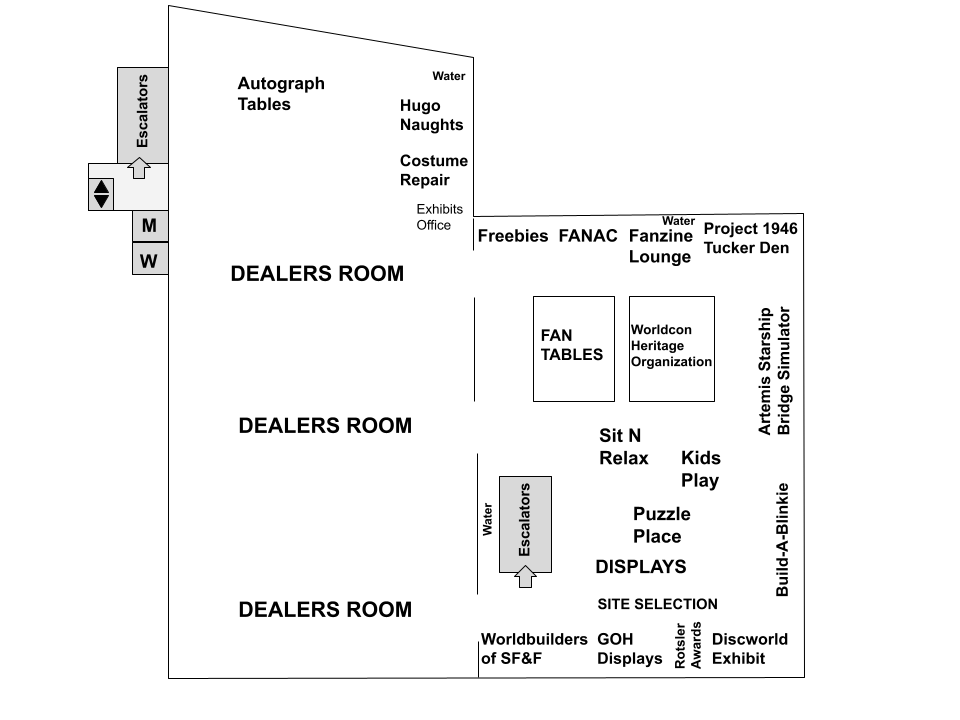 Water
Autograph
Tables
Escalators
Hugo
Naughts
Costume
Repair
Exhibits
Office
M
W
Water
Freebies
FANAC
Fanzine
Lounge
Project 1946
Tucker Den
DEALERS ROOM
FAN
TABLES
Worldcon
Heritage
Organization
Artemis Starship
Bridge Simulator
DEALERS ROOM
Sit N
Relax
Kids
Play
Water
Escalators
Puzzle
Place
Build-A-Blinkie
DISPLAYS
DEALERS ROOM
SITE SELECTION
Worldbuilders
of SF&F
GOH
Displays
Rotsler
Awards
Discworld
Exhibit